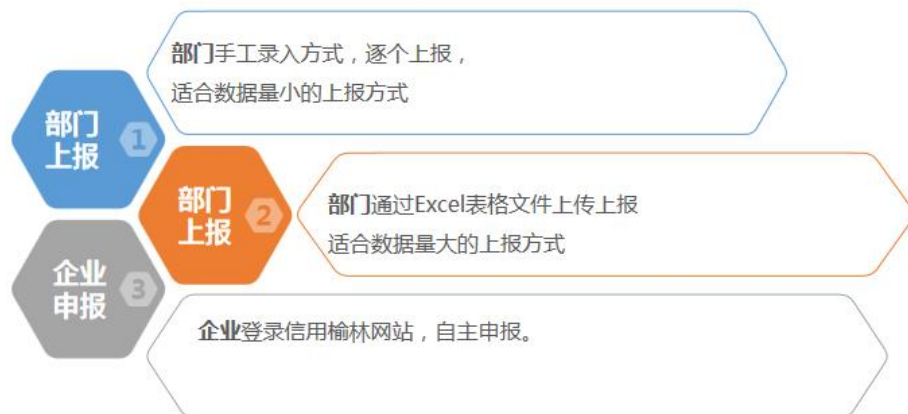 部门手工录入方式，逐个上报，
适合数据量小的上报方式
部门
上报
1
部门
上报
2
部门通过Excel表格文件上传上报
适合数据量大的上报方式
企业
申报
3
企业登录信用榆林网站，自主申报。